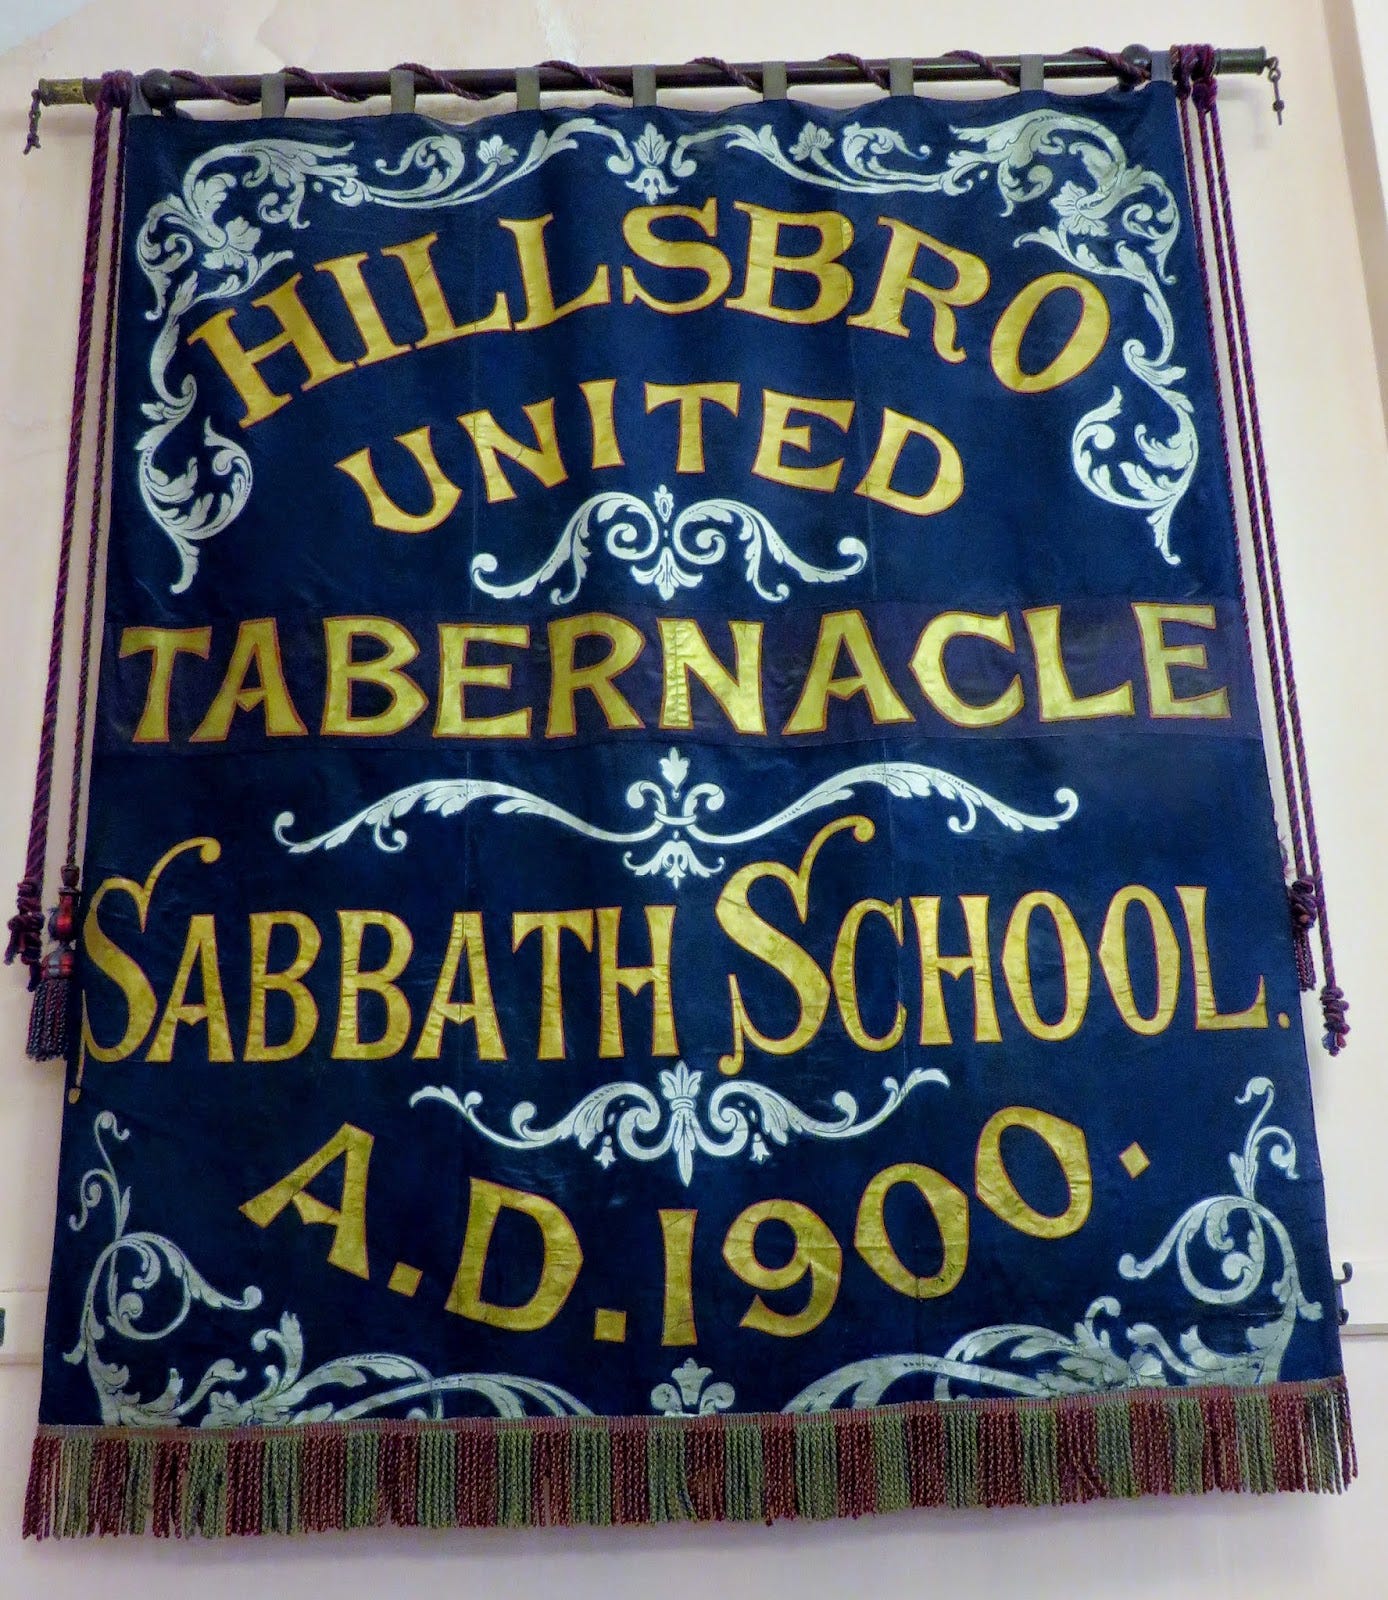 HILLSBRO
UNITED
TABERNACLE
SABBATH SCHOOL.
A.D.1900.